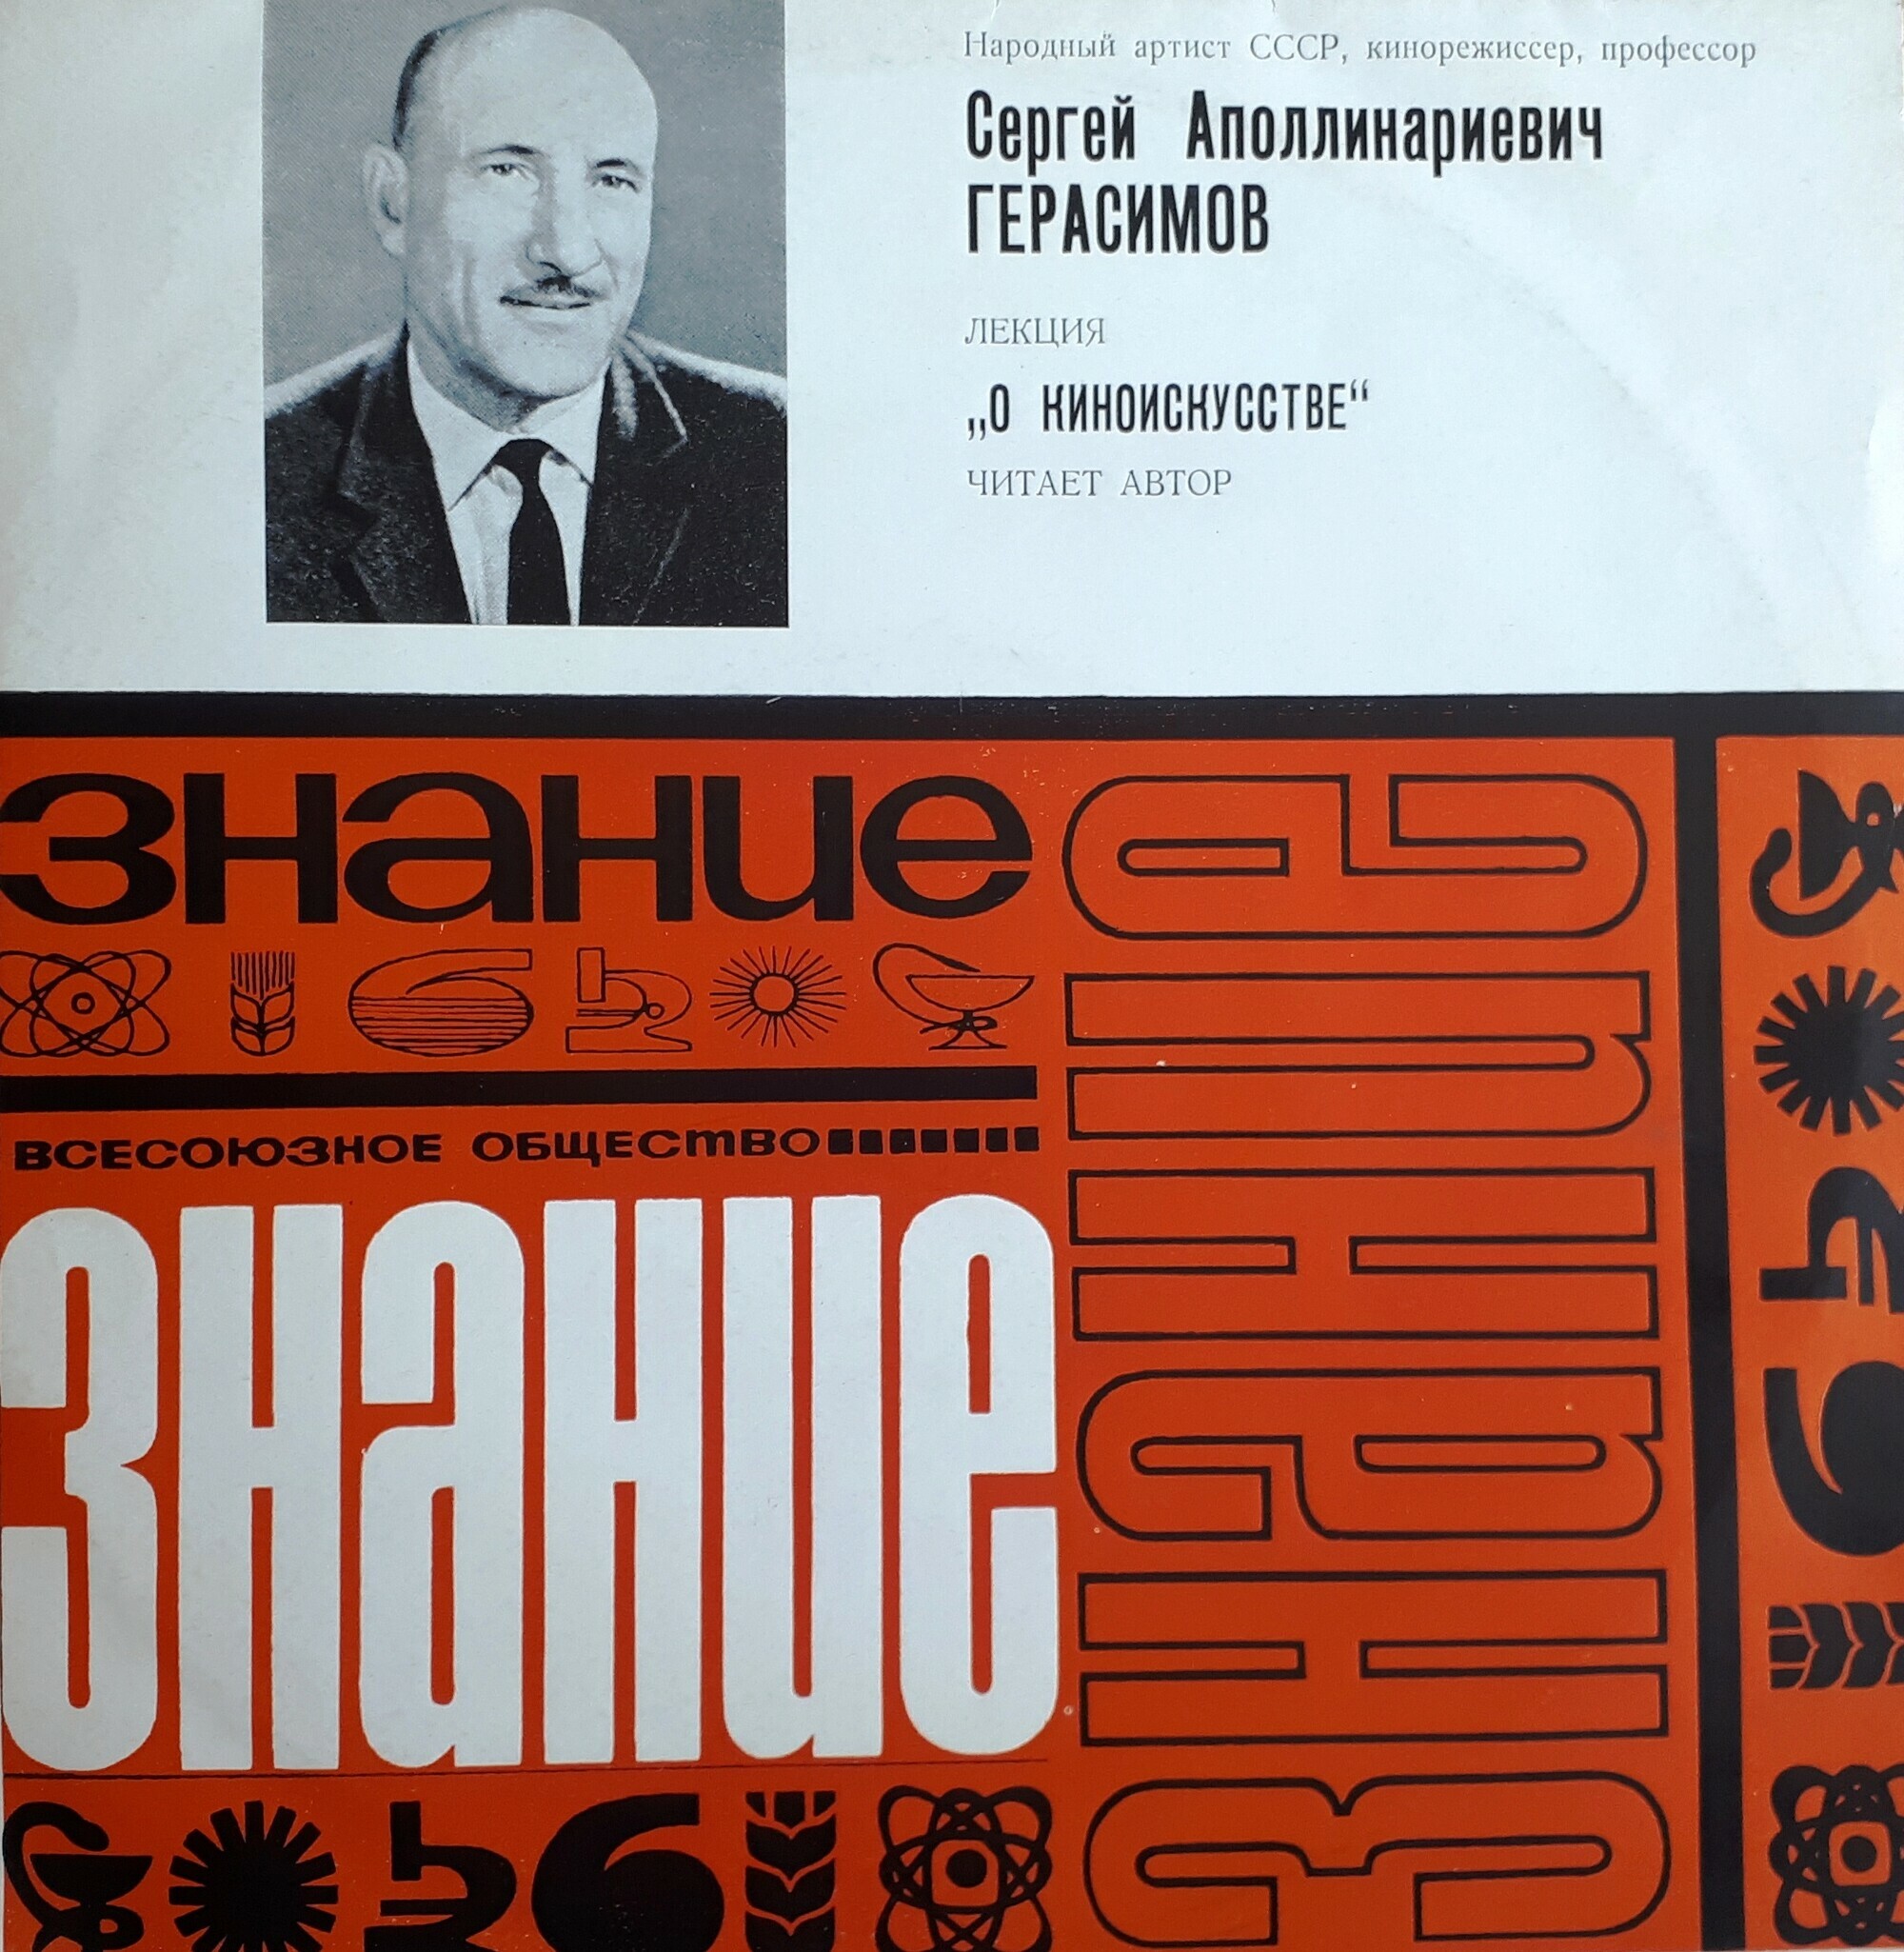 Народный артист СССР, кинорежиссер, профессор
Сергей Аполлинариевич
ГЕРАСИМОВ
ЛЕКЦИЯ
„О КИНОИСКУССТВЕ“
ЧИТАЕТ АВТОР
знание
ВСЕСОЮЗНОЕ ОБЩЕСТВО
знание
знание